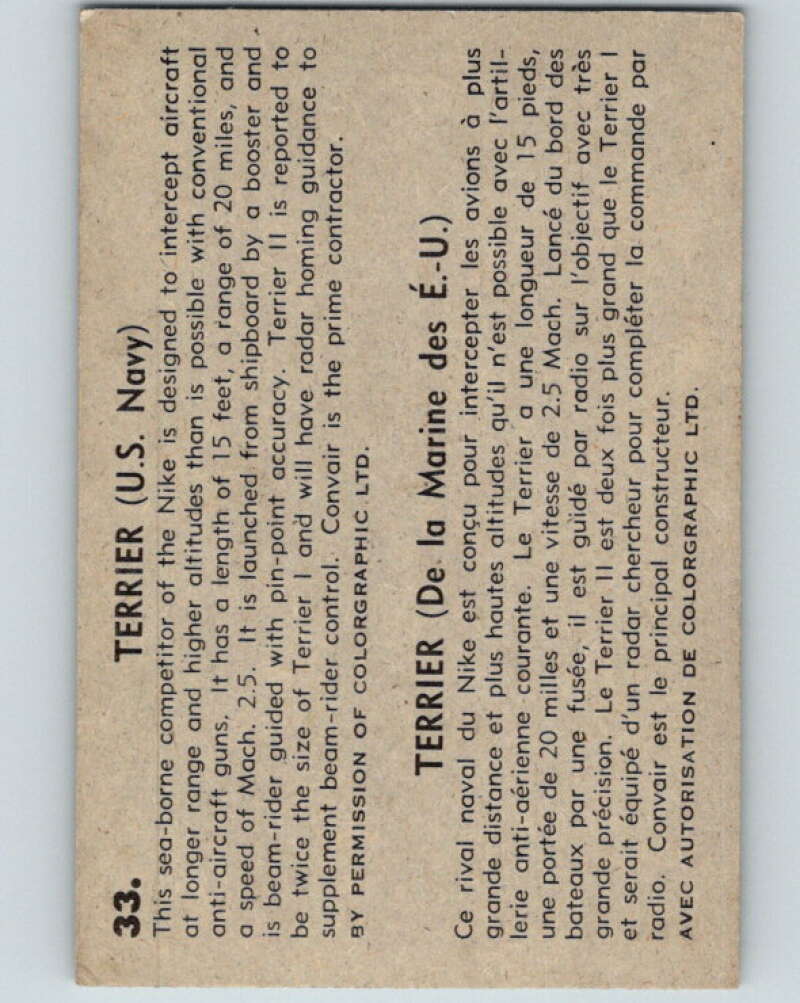 33.
TERRIER (U.S. Navy)
This sea-borne competitor of the Nike is designed to intercept aircraft
at longer range and higher altitudes than is possible with conventional
anti-aircraft guns. It has a length of 15 feet, a range of 20 miles, and
a speed of Mach. 2.5. It is launched from shipboard by a booster and
is beam-rider guided with pin-point accuracy. Terrier II is reported to
be twice the size of Terrier I and will have radar homing guidance to
supplement beam-rider control. Convair is the prime contractor.
BY PERMISSION OF COLORGRAPHIC LTD.
TERRIER (De la Marine des É.-U.)
Ce rival naval du Nike est conçu pour intercepter les avions à plus
grande distance et plus hautes altitudes qu'il n'est possible avec l'artil-
lerie anti-aérienne courante. Le Terrier a une longueur de 15 pieds,
une portée de 20 milles et une vitesse de 2.5 Mach. Lancé du bord des
bateaux par une fusée, il est guidé par radio sur l'objectif avec très
grande précision. Le Terrier II est deux fois plus grand que le Terrier I
et serait équipé d'un radar chercheur pour compléter la commande par
radio. Convair est le principal constructeur.
AVEC AUTORISATION DE COLORGRAPHIC LTD.